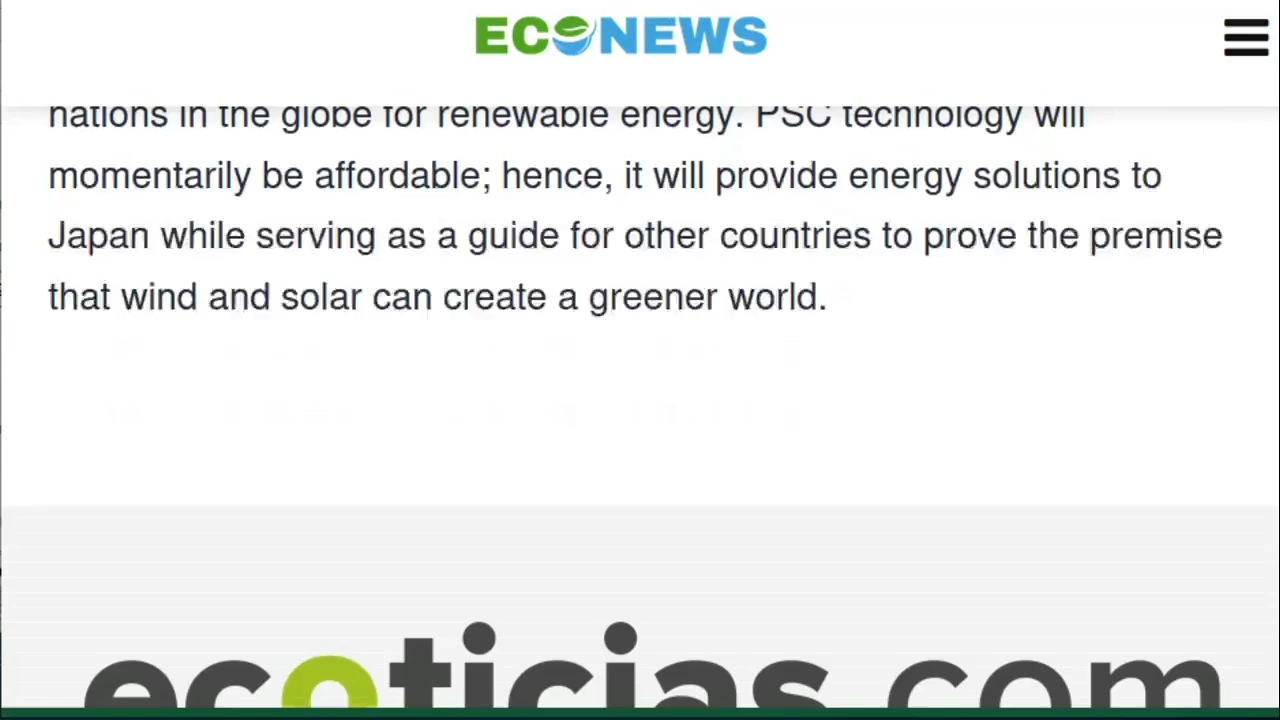 ECONEWS
nations in the globe for renewable energy. PSC technology will
momentarily be affordable; hence, it will provide energy solutions to
Japan while serving as a guide for other countries to prove the premise
that wind and solar can create a greener world.
ecoticias.com